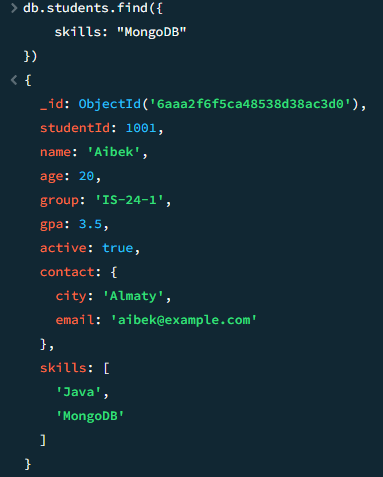 > db.students.find({
skills: "MongoDB"
})
< {
_id: ObjectId('6aaa2f6f5ca48538d38ac3d0'),
studentId: 1001,
name: 'Aibek',
age: 20,
group: 'IS-24-1',
gpa: 3.5,
active: true,
contact: {
city: 'Almaty',
email: 'aibek@example.com'
},
skills: [
'Java',
'MongoDB'
]
}